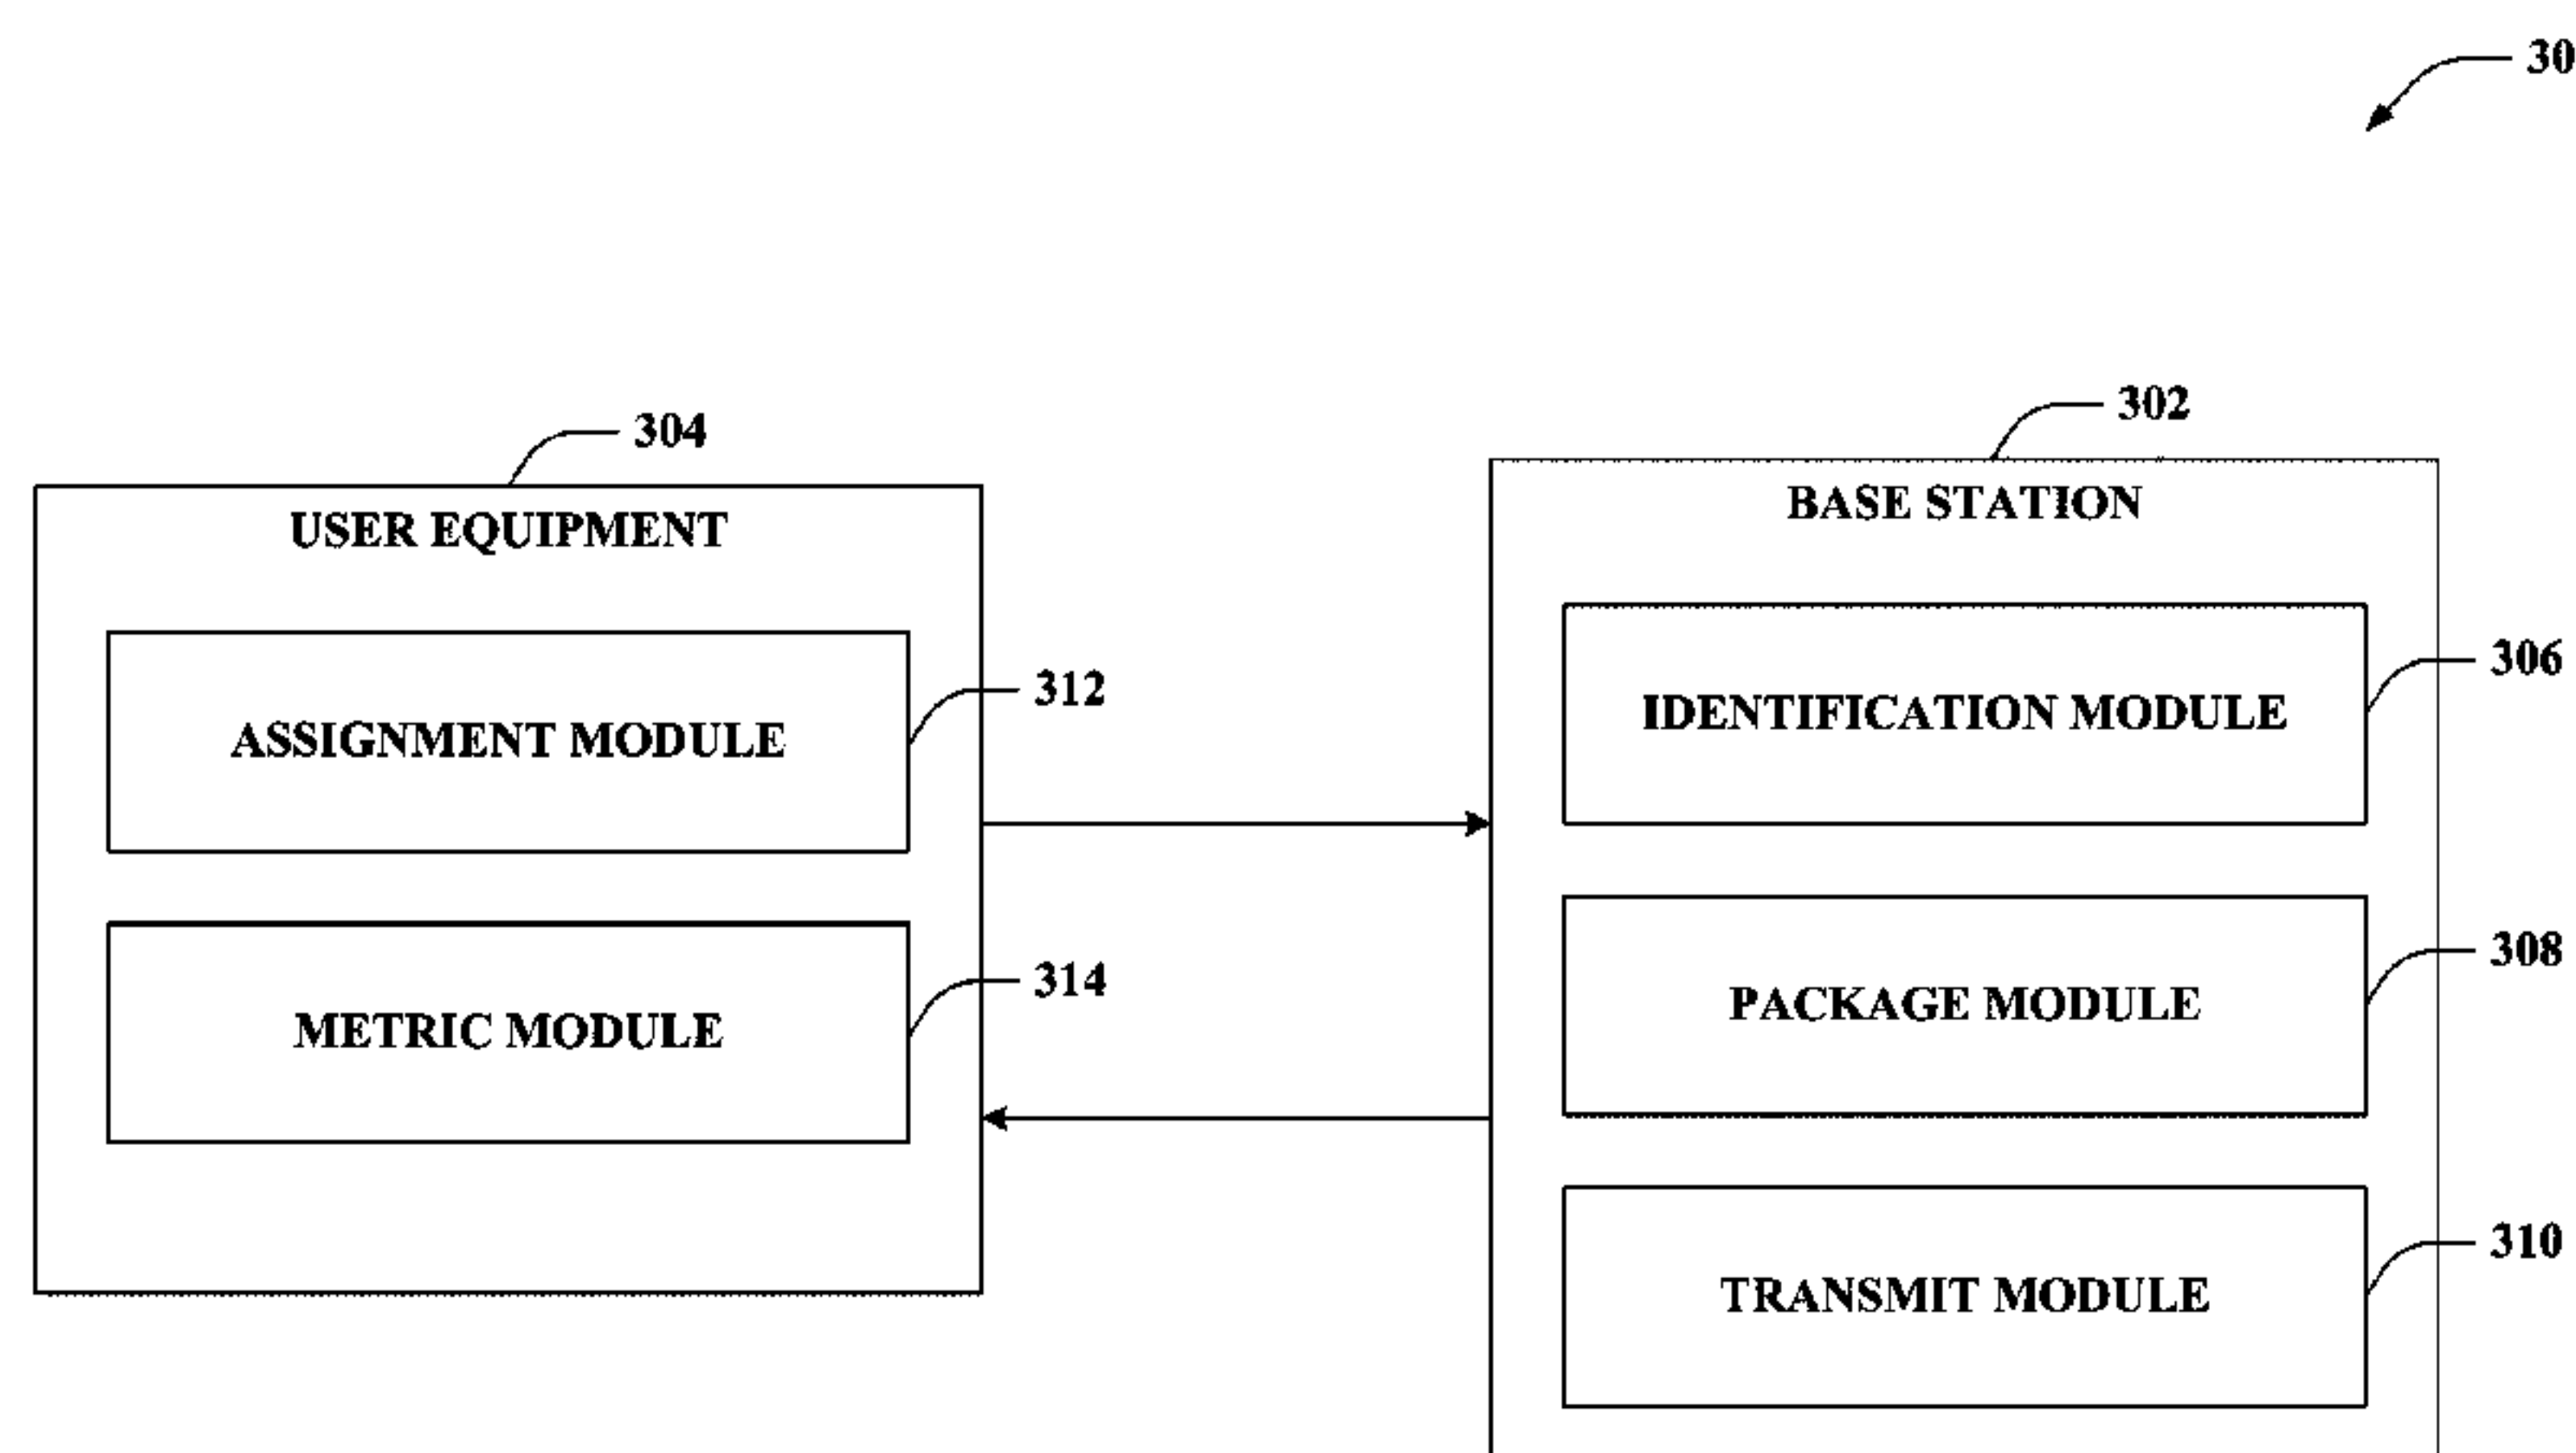 30
302
304
BASE STATION
USER EQUIPMENT
306
312
IDENTIFICATION MODULE
ASSIGNMENT MODULE
308
314
PACKAGE MODULE
METRIC MODULE
310
TRANSMIT MODULE